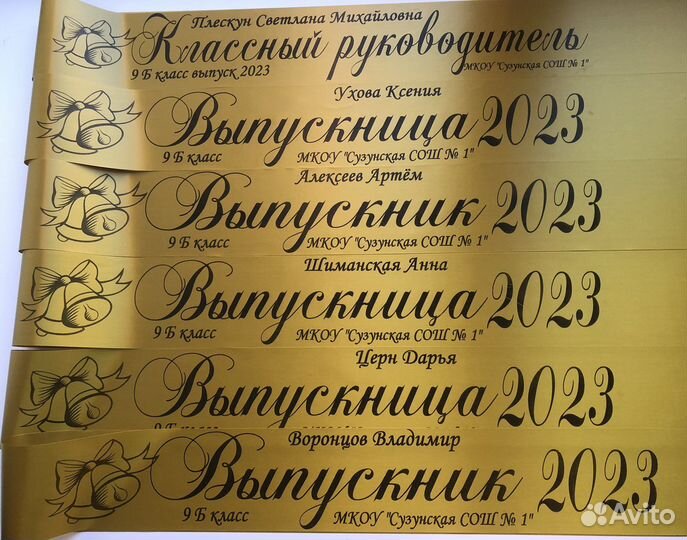 Плескун Светлана Михайловна
Классный руководитель
9 Б класс выпуск 2023 МКОУ "Сузунская СОШ № 1"
Ухова Ксения
Выпускница 2023
9 Б класс МКОУ "Сузунская СОШ № 1"
Алексеев Артём
Выпускник 2023
9 Б класс МКОУ "Сузунская СОШ № 1"
Шиманская Анна
Выпускница 2023
9 Б класс МКОУ "Сузунская СОШ № 1"
Церн Дарья
Выпускница 2023
9 Б класс
Воронцов Владимир
Выпускник 2023
9 Б класс МКОУ "Сузунская СОШ № 1"
Avito